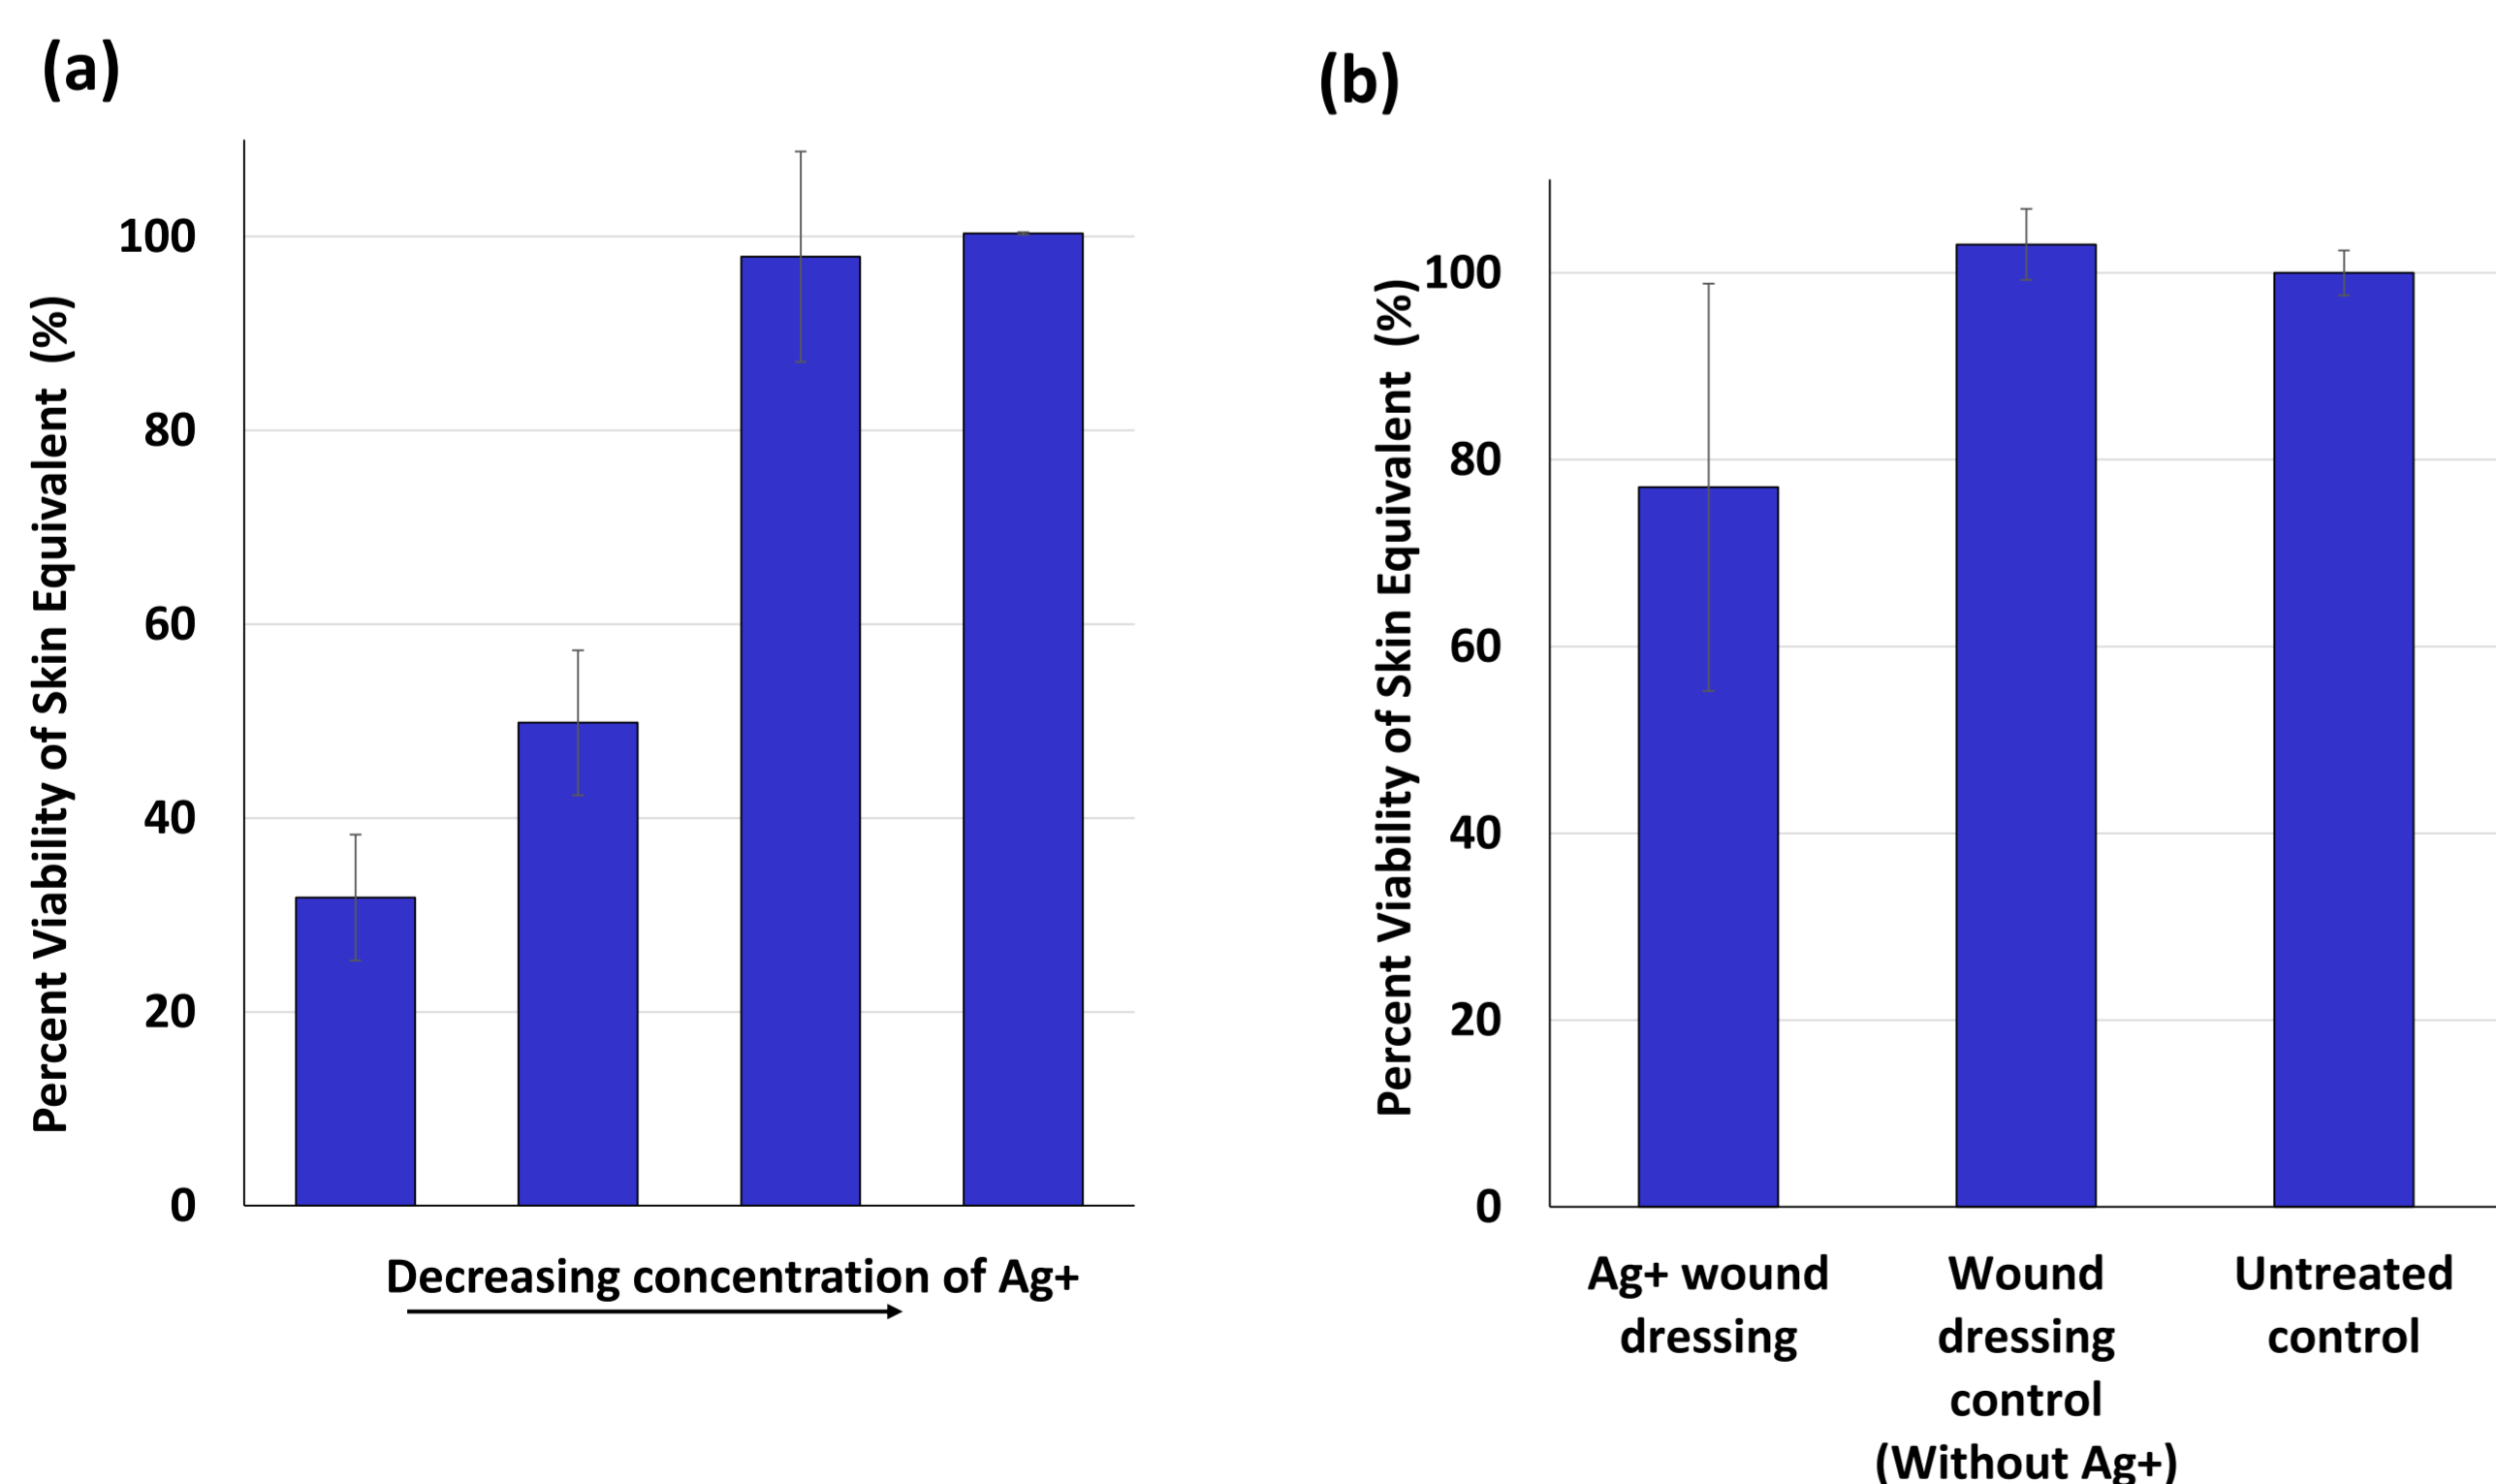 (a)
Percent Viability of Skin Equivalent (%)
100
80
60
40
20
0
Decreasing concentration of Ag+
(b)
Percent Viability of Skin Equivalent (%)
100
80
60
40
20
0
Ag+ wound
dressing
Wound
dressing
control
(Without Ag+)
Untreated
control